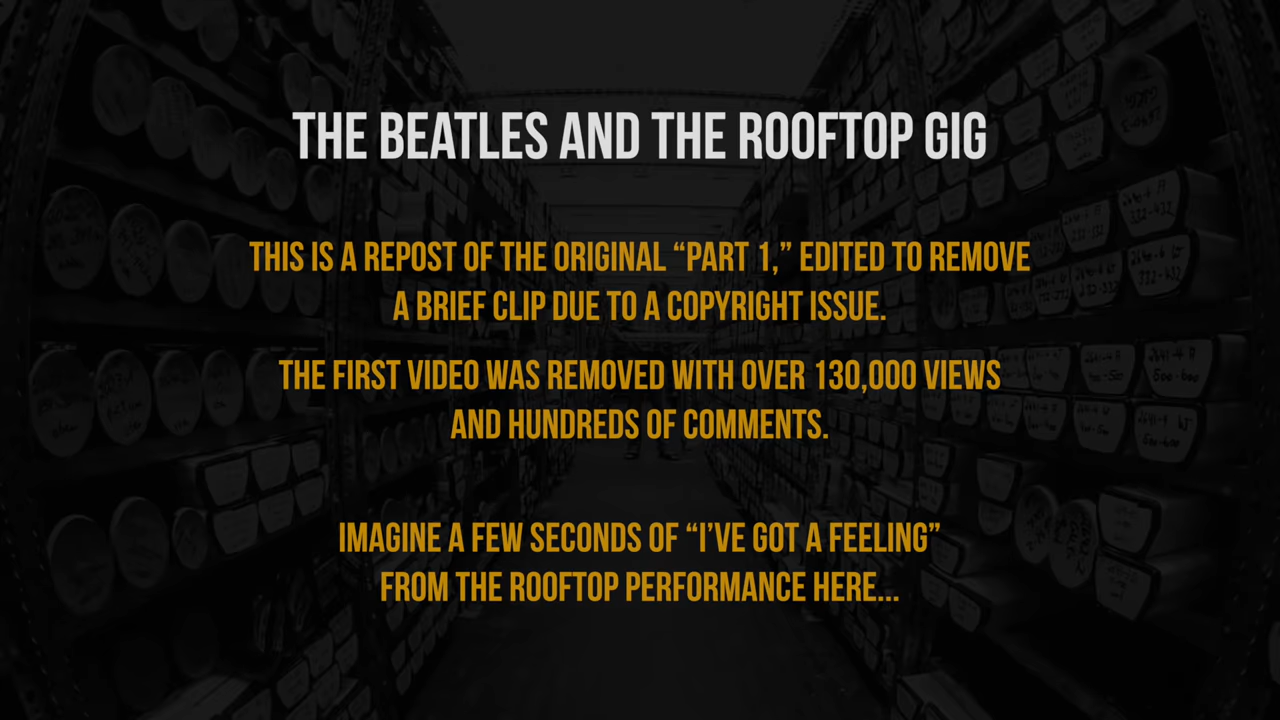 THE BEATLES AND THE ROOFTOP GIG
THIS IS A REPOST OF THE ORIGINAL “PART 1,” EDITED TO REMOVE
A BRIEF CLIP DUE TO A COPYRIGHT ISSUE.
THE FIRST VIDEO WAS REMOVED WITH OVER 130,000 VIEWS
AND HUNDREDS OF COMMENTS.
IMAGINE A FEW SECONDS OF “I’VE GOT A FEELING”
FROM THE ROOFTOP PERFORMANCE HERE...